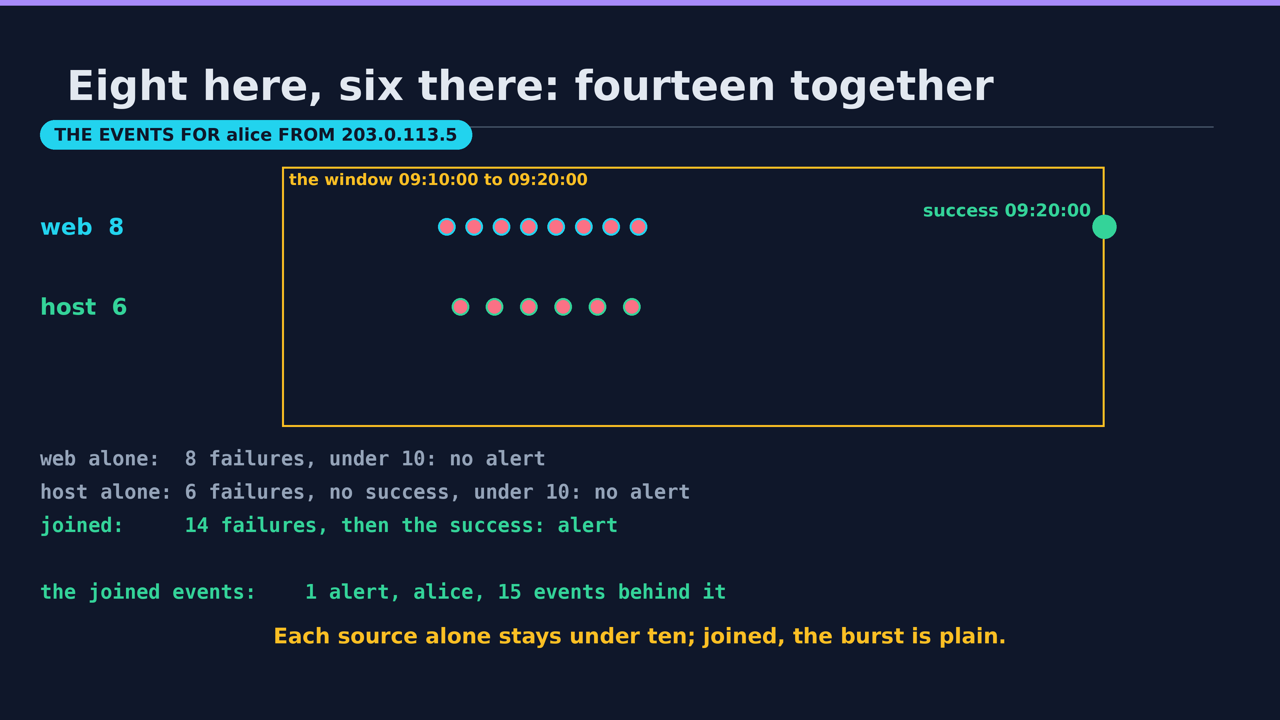 Eight here, six there: fourteen together
THE EVENTS FOR alice FROM 203.0.113.5
the window 09:10:00 to 09:20:00
success 09:20:00
web 8
host 6
web alone: 8 failures, under 10: no alert
host alone: 6 failures, no success, under 10: no alert
joined: 14 failures, then the success: alert
the joined events: 1 alert, alice, 15 events behind it
Each source alone stays under ten; joined, the burst is plain.